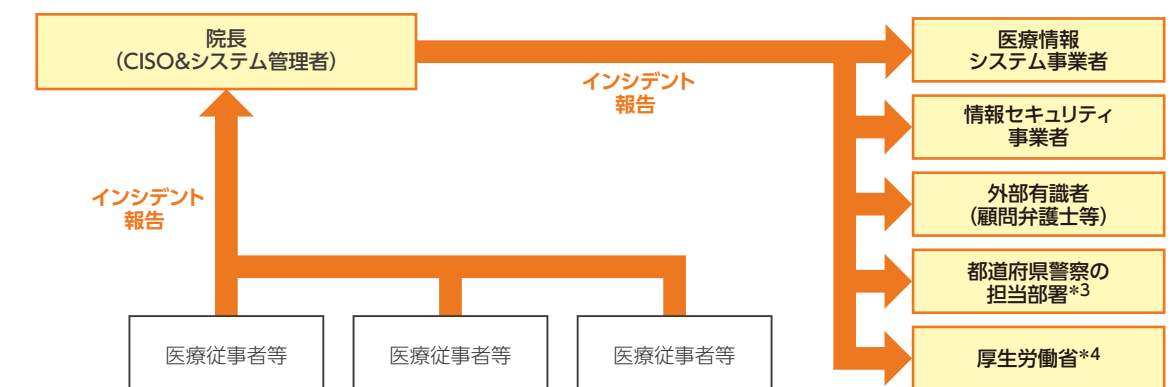 院長
（CISO&システム管理者）
インシデント
報告
医療情報
システム事業者
情報セキュリティ
事業者
外部有識者
（顧問弁護士等）
都道府県警察の
担当部署*3
厚生労働省*4
インシデント
報告
医療従事者等
医療従事者等
医療従事者等